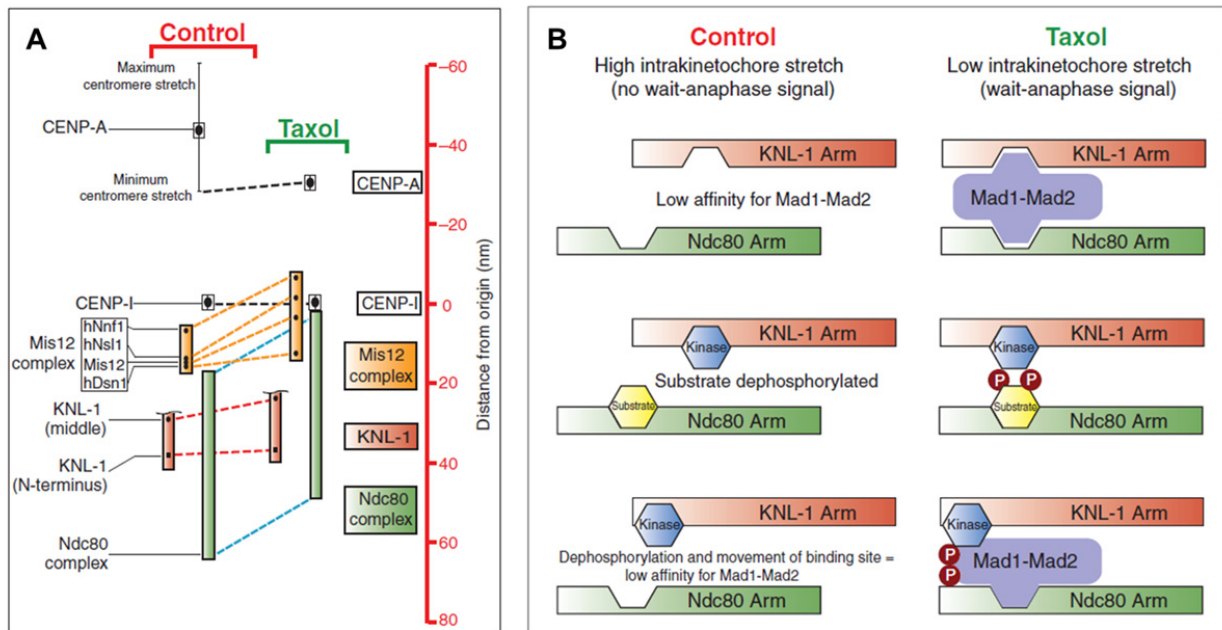 A
Control
Maximum
centromere stretch
CENP-A
Minimum
centromere stretch
Taxol
CENP-A
CENP-I
hNnf1
hNsl1
Mis12
hDsn1
Mis12
complex
KNL-1
(middle)
KNL-1
(N-terminus)
Ndc80
complex
CENP-I
Mis12
complex
KNL-1
Ndc80
complex
Distance from origin (nm)
–60
–40
–20
0
20
40
60
80
B
Control
High intrakinetochore stretch
(no wait-anaphase signal)
Taxol
Low intrakinetochore stretch
(wait-anaphase signal)
KNL-1 Arm
Low affinity for Mad1-Mad2
Ndc80 Arm
KNL-1 Arm
Mad1-Mad2
Ndc80 Arm
KNL-1 Arm
Kinase
Substrate dephosphorylated
Substrate
Ndc80 Arm
KNL-1 Arm
Kinase
P P
Substrate
Ndc80 Arm
KNL-1 Arm
Kinase
Dephosphorylation and movement of binding site =
low affinity for Mad1-Mad2
Ndc80 Arm
KNL-1 Arm
Kinase
P
P
Mad1-Mad2
Ndc80 Arm